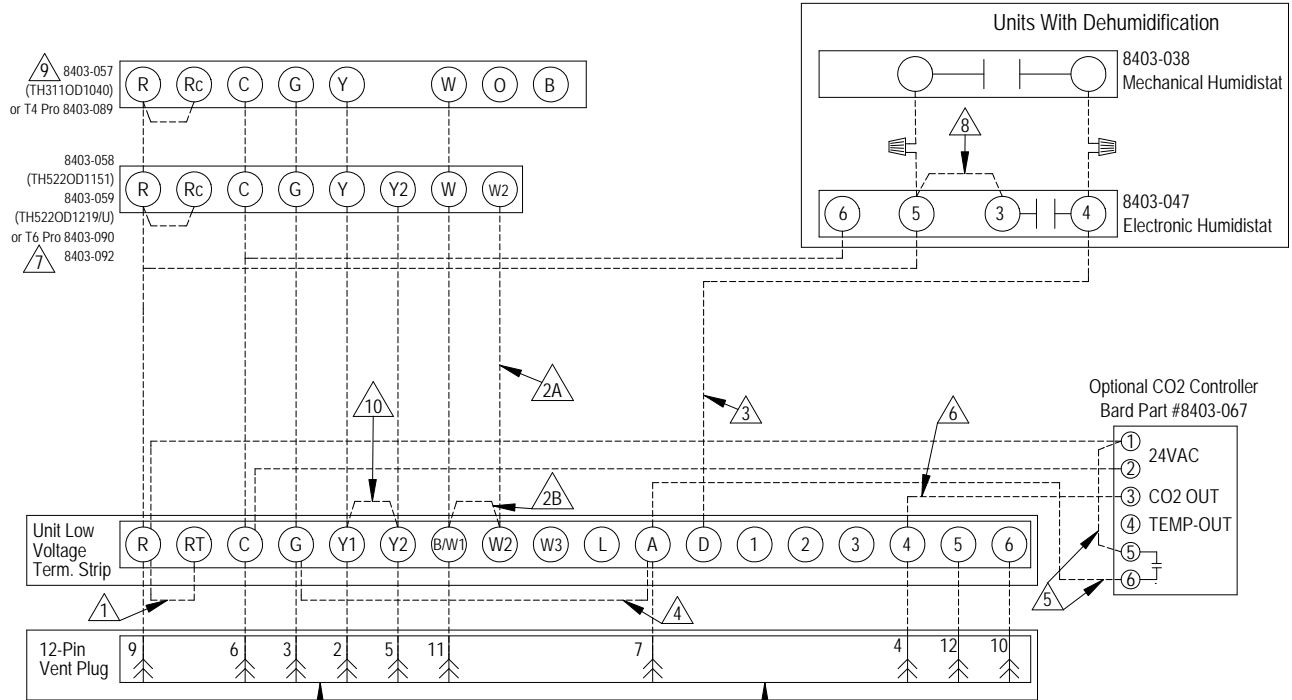 Units With Dehumidification
8403-038
Mechanical Humidistat
9
8403-057
(TH311OD1040)
or T4 Pro 8403-089
R Rc C G Y W O B
8
8403-058
(TH522OD1151)
8403-059
(TH522OD1219/U)
or T6 Pro 8403-090
7
8403-092
R Rc C G Y Y2 W W2
6 5 3 4
8403-047
Electronic Humidistat
2A
10
3
6
2B
Optional CO2 Controller
Bard Part #8403-067
1
24VAC
2
3 CO2 OUT
4 TEMP-OUT
5
6
5
Unit Low
Voltage
Term. Strip
R RT C G Y1 Y2 B/W1 W2 W3 L A D 1 2 3 4 5 6
1
4
12-Pin
Vent Plug
9 6 3 2 5 11 7 4 12 10